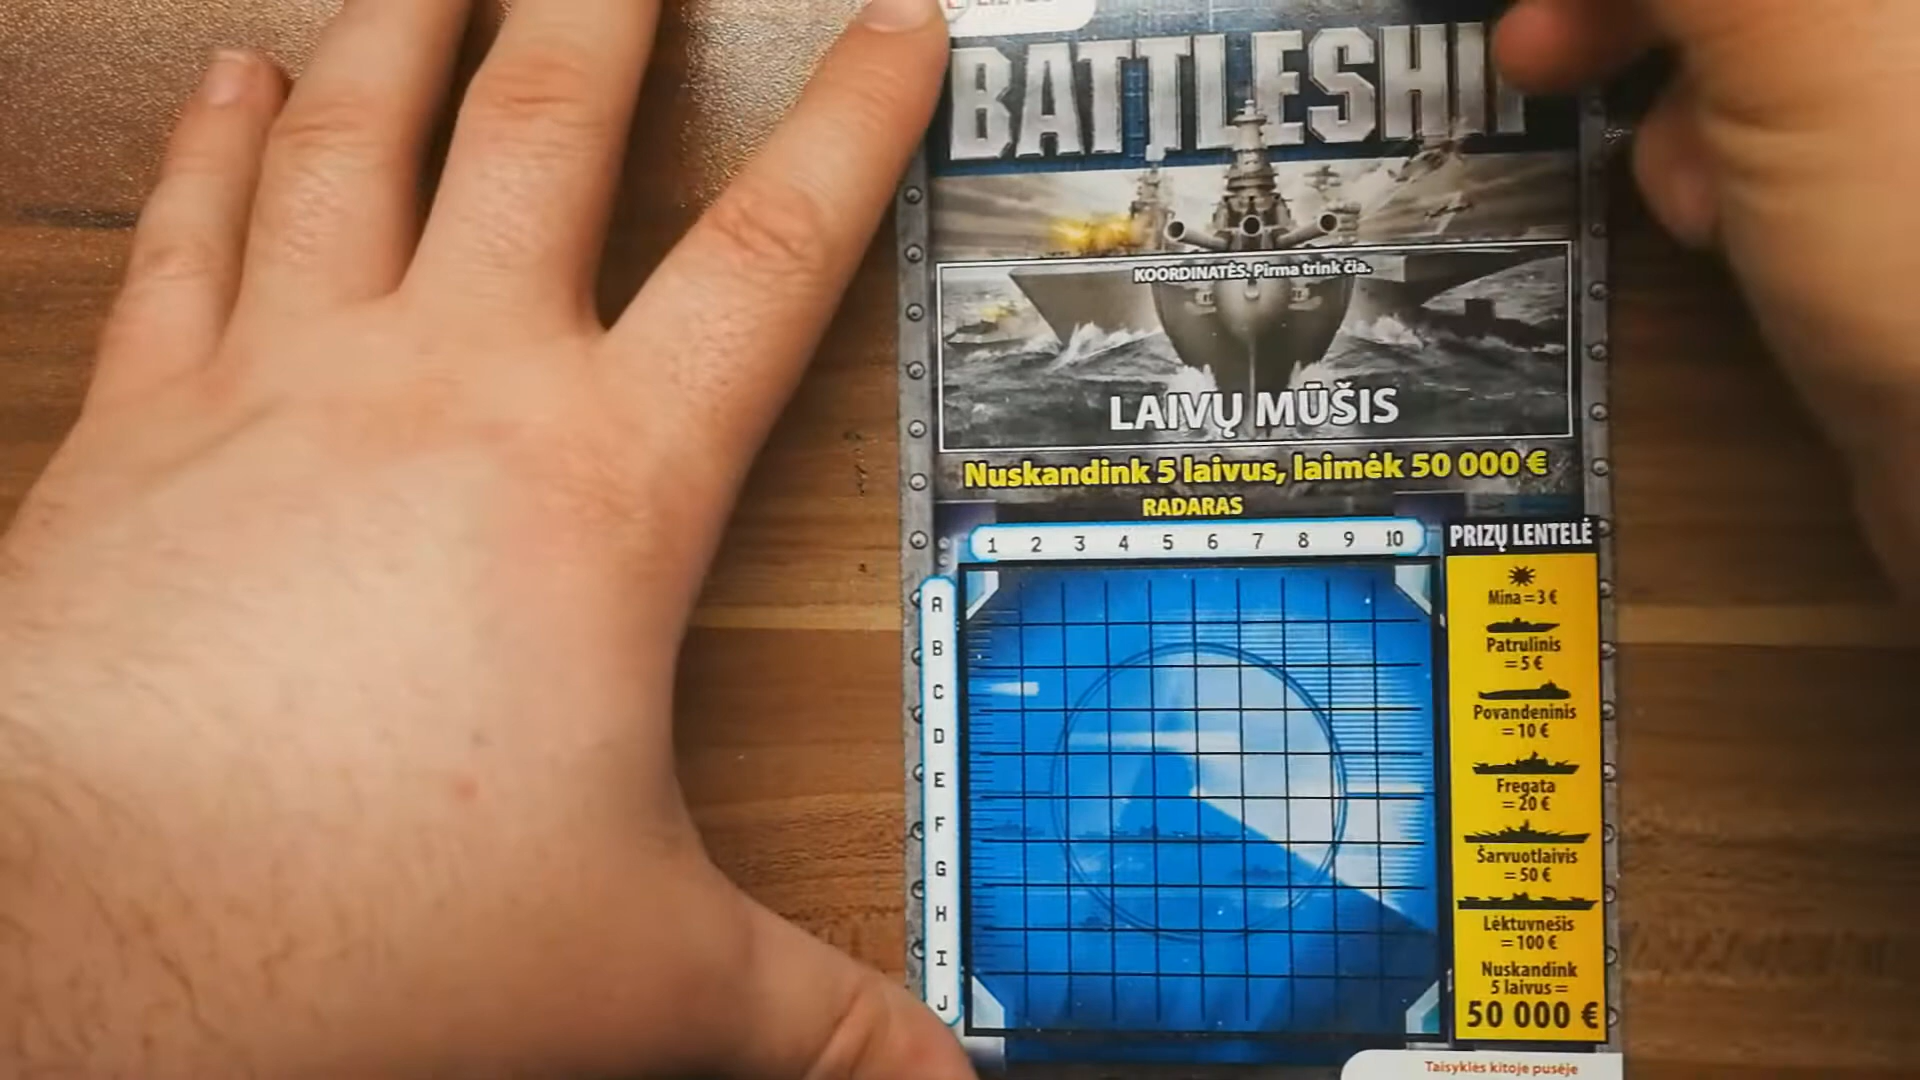 BATTLESHIP
KOORDINATĖS. Pirma trink čia.
LAIVŲ MŪŠIS
Nuskandink 5 laivus, laimėk 50 000 €
RADARAS
1 2 3 4 5 6 7 8 9 10
A
B
C
D
E
F
G
H
I
J
PRIZŲ LENTELĖ
Mina = 3 €
Patrulinis
= 5 €
Povandeninis
= 10 €
Fregata
= 20 €
Šarvuotlaivis
= 50 €
Lėktuvnešis
= 100 €
Nuskandink
5 laivus =
50 000 €
Taisyklės kitoje pusėje